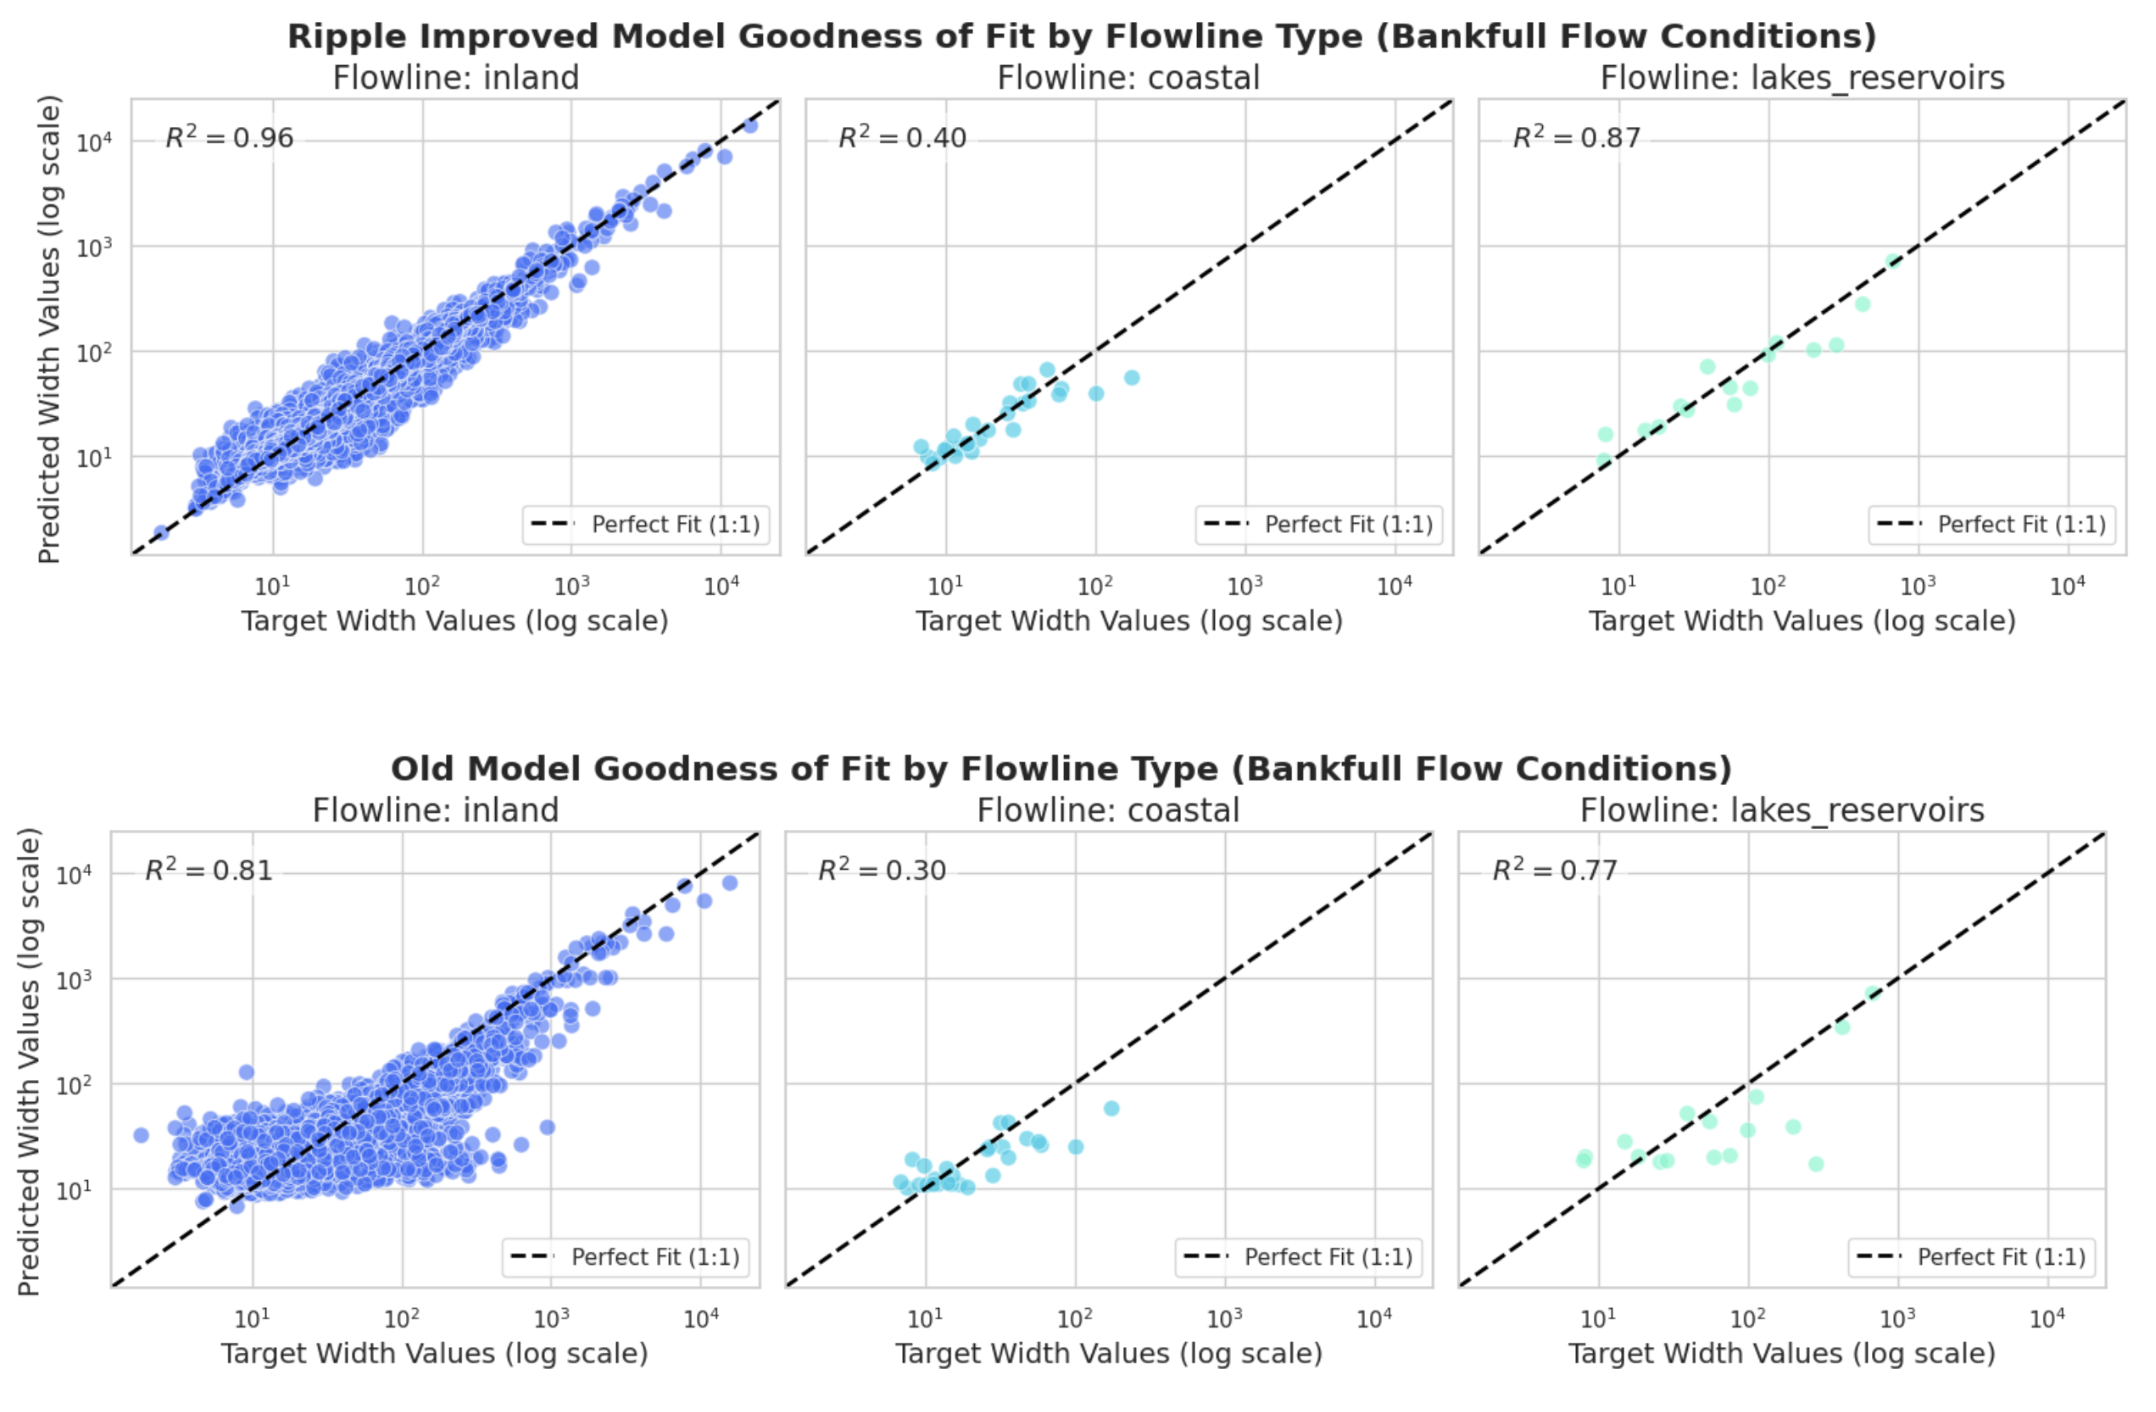 Ripple Improved Model Goodness of Fit by Flowline Type (Bankfull Flow Conditions)
Flowline: inland
Flowline: coastal
Flowline: lakes_reservoirs
Predicted Width Values (log scale)
10⁴
10³
10²
10¹
R² = 0.96
R² = 0.40
R² = 0.87
Perfect Fit (1:1)
Perfect Fit (1:1)
Perfect Fit (1:1)
10¹ 10² 10³ 10⁴
10¹ 10² 10³ 10⁴
10¹ 10² 10³ 10⁴
Target Width Values (log scale)
Target Width Values (log scale)
Target Width Values (log scale)
Old Model Goodness of Fit by Flowline Type (Bankfull Flow Conditions)
Flowline: inland
Flowline: coastal
Flowline: lakes_reservoirs
Predicted Width Values (log scale)
10⁴
10³
10²
10¹
R² = 0.81
R² = 0.30
R² = 0.77
Perfect Fit (1:1)
Perfect Fit (1:1)
Perfect Fit (1:1)
10¹ 10² 10³ 10⁴
10¹ 10² 10³ 10⁴
10¹ 10² 10³ 10⁴
Target Width Values (log scale)
Target Width Values (log scale)
Target Width Values (log scale)